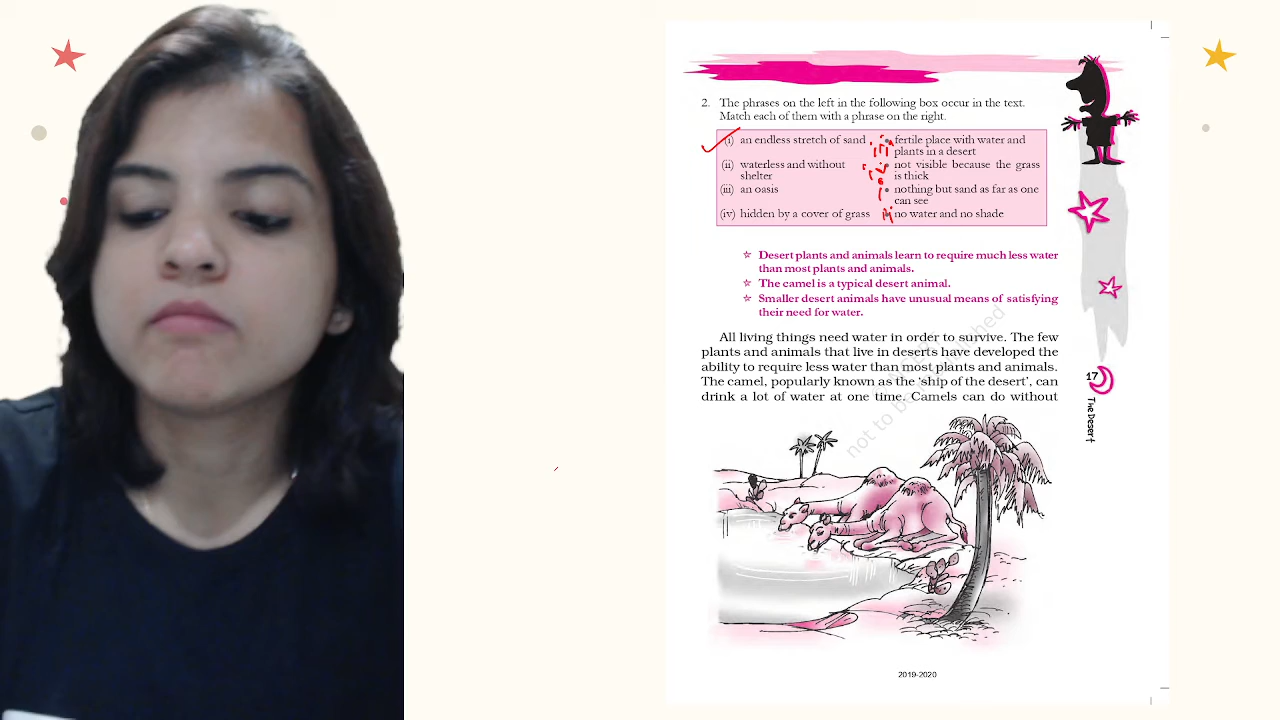 2. The phrases on the left in the following box occur in the text.
Match each of them with a phrase on the right.
(i) an endless stretch of sand
(ii) waterless and without
shelter
(iii) an oasis
(iv) hidden by a cover of grass
iii
• fertile place with water and
plants in a desert
iv
• not visible because the grass
is thick
i
• nothing but sand as far as one
can see
ii
no water and no shade
☆ Desert plants and animals learn to require much less water
than most plants and animals.
☆ The camel is a typical desert animal.
☆ Smaller desert animals have unusual means of satisfying
their need for water.
All living things need water in order to survive. The few
plants and animals that live in deserts have developed the
ability to require less water than most plants and animals.
The camel, popularly known as the ‘ship of the desert’, can
drink a lot of water at one time. Camels can do without
17
The Desert
not to be republished
2019-2020